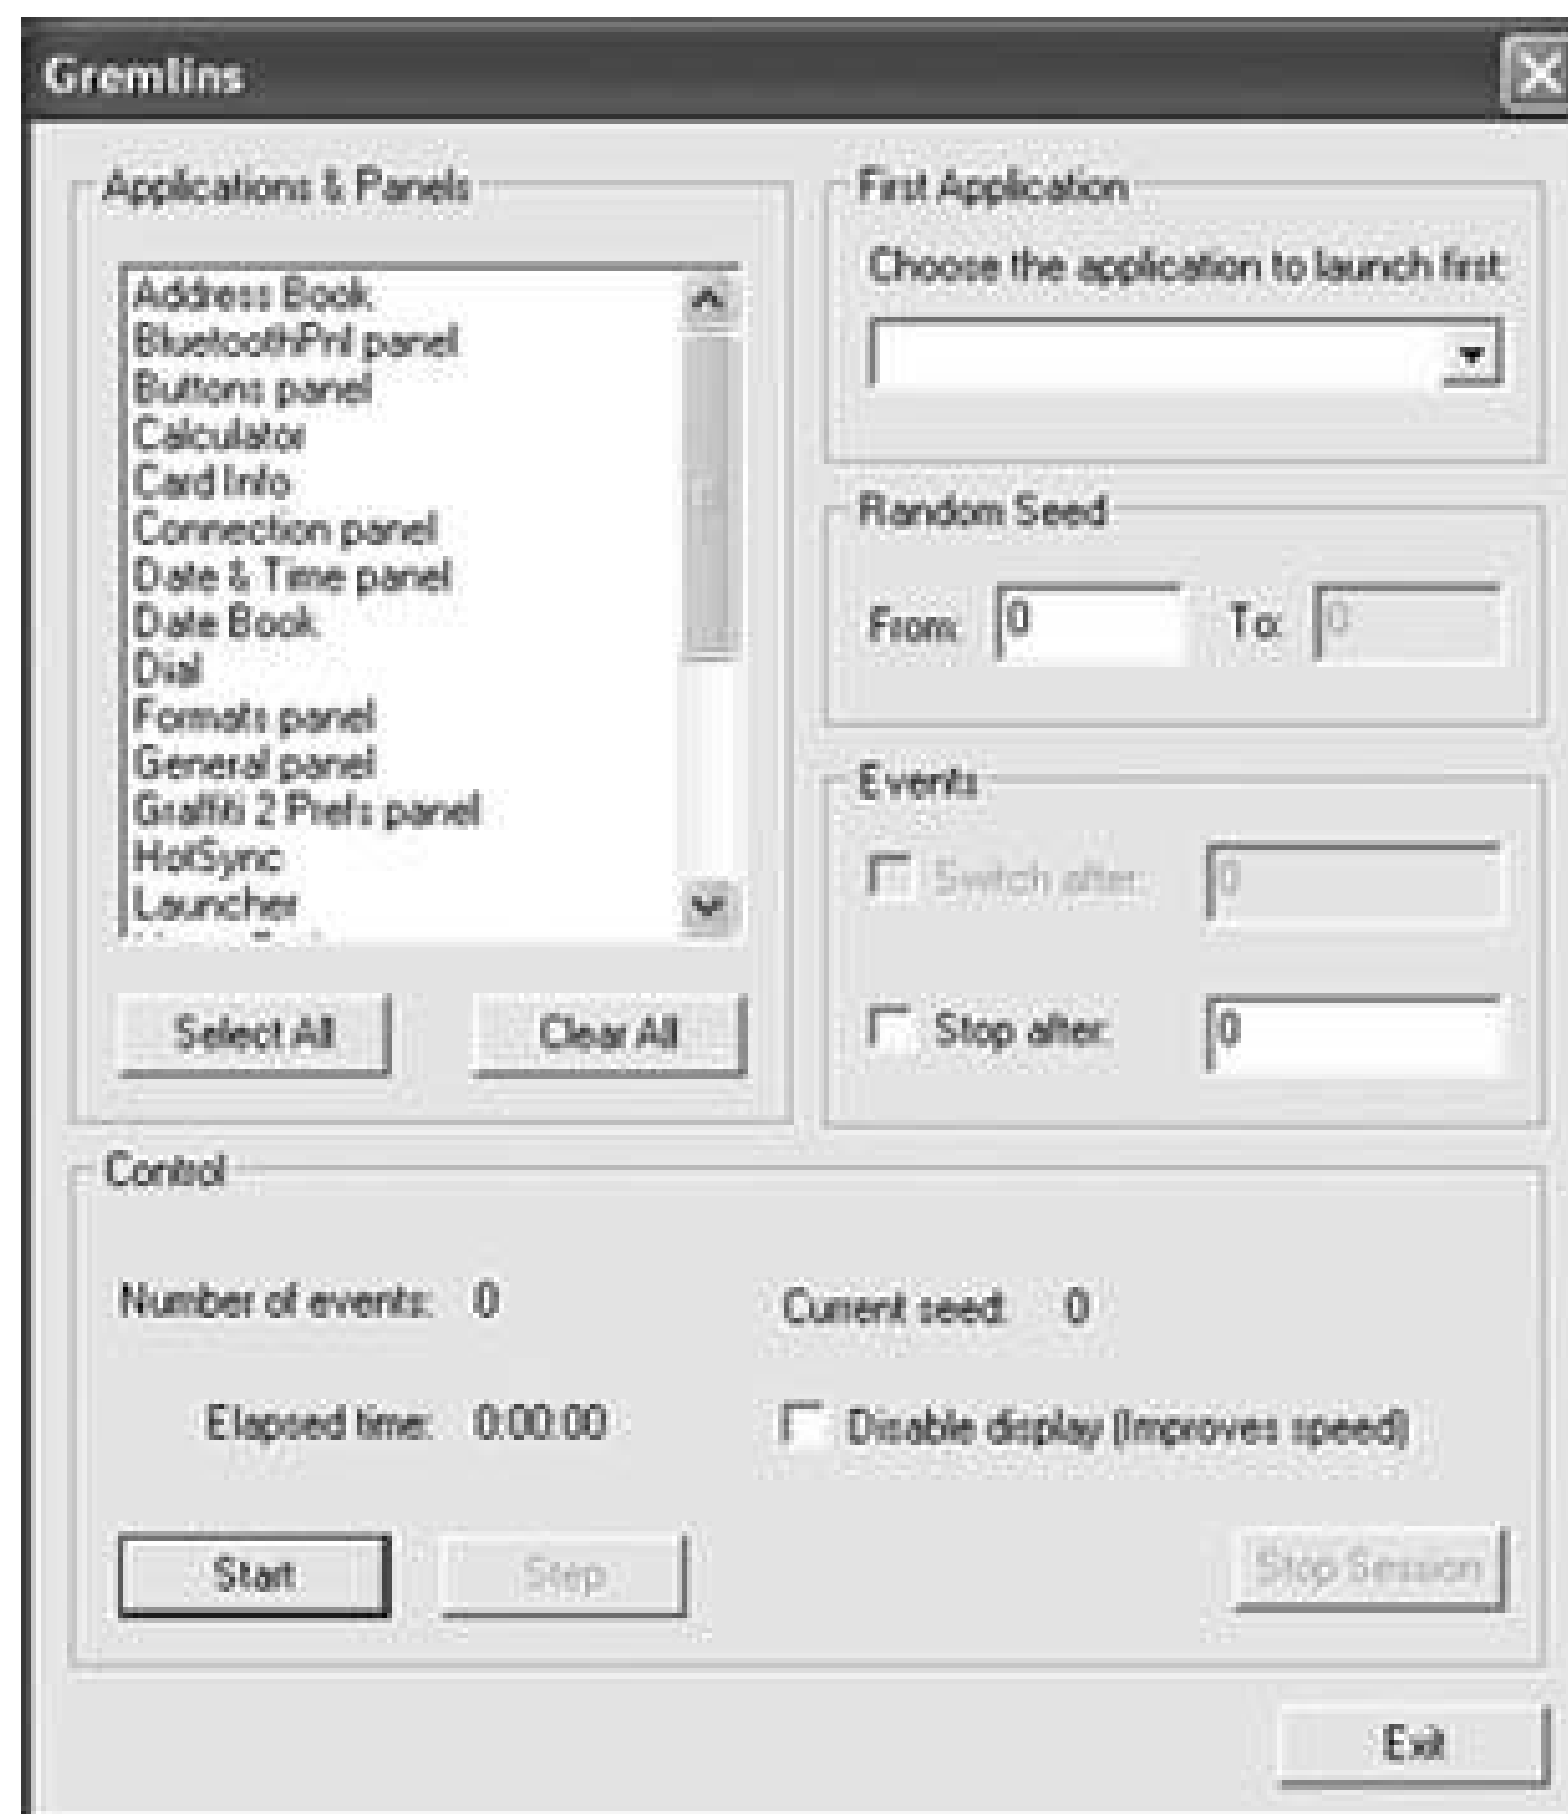 Gremlins
Applications & Panels
Address Book
BluetoothPnl panel
Buttons panel
Calculator
Card Info
Connection panel
Date & Time panel
Date Book
Dial
Formats panel
General panel
Graffiti 2 Prefs panel
HotSync
Launcher
Select All Clear All
First Application
Choose the application to launch first
Random Seed
From: 0 To: 0
Events
Switch after: 0
Stop after: 0
Control
Number of events: 0 Current seed: 0
Elapsed time: 0:00:00 Disable display (Improves speed)
Start Step Stop Session
Exit